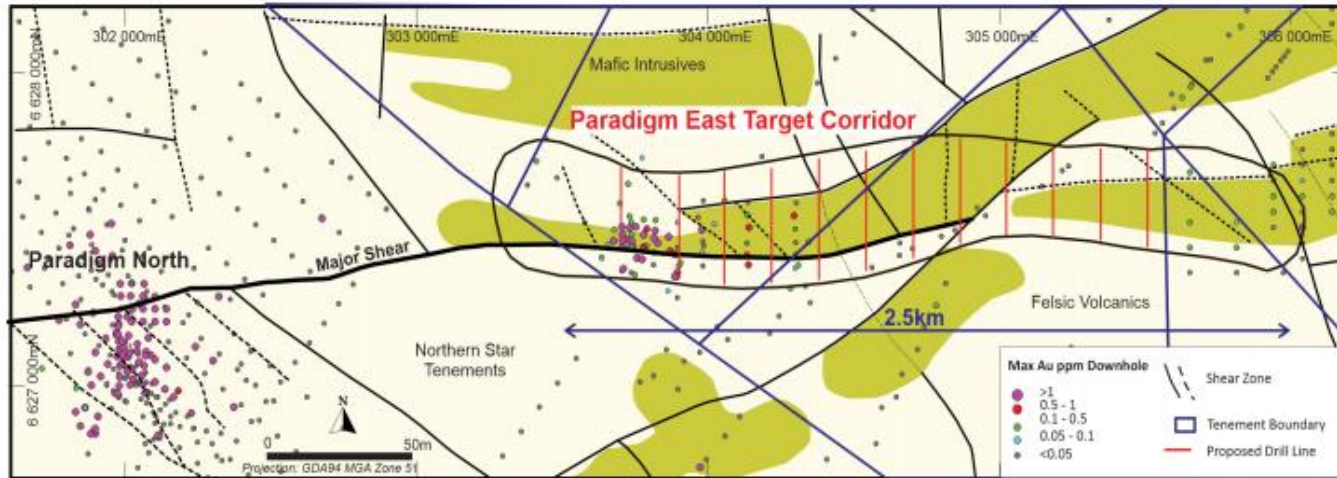 302 000mE
303 000mE
304 000mE
305 000mE
306 000mE
6 628 000mN
Mafic Intrusives
Paradigm East Target Corridor
Paradigm North
Major Shear
6 627 000mN
Northern Star
Tenements
Felsic Volcanics
2.5km
N
0
50m
Projection: GDA94 MGA Zone 51
Max Au ppm Downhole
>1
0.5 - 1
0.1 - 0.5
0.05 - 0.1
<0.05
Shear Zone
Tenement Boundary
Proposed Drill Line